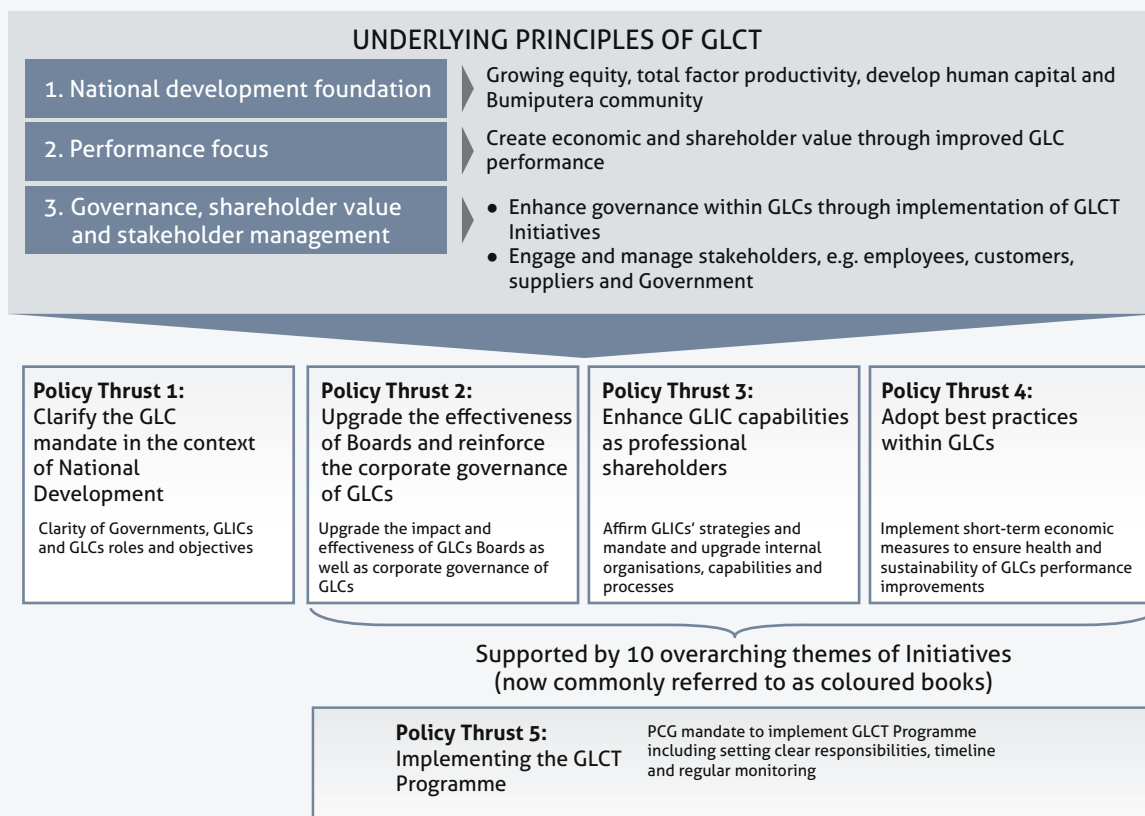 UNDERLYING PRINCIPLES OF GLCT
1. National development foundation
Growing equity, total factor productivity, develop human capital and
Bumiputera community
2. Performance focus
Create economic and shareholder value through improved GLC
performance
3. Governance, shareholder value
and stakeholder management
● Enhance governance within GLCs through implementation of GLCT
Initiatives
● Engage and manage stakeholders, e.g. employees, customers,
suppliers and Government
Policy Thrust 1:
Clarify the GLC
mandate in the context
of National
Development
Clarity of Governments, GLICs
and GLCs roles and objectives
Policy Thrust 2:
Upgrade the effectiveness
of Boards and reinforce
the corporate governance
of GLCs
Upgrade the impact and
effectiveness of GLCs Boards as
well as corporate governance of
GLCs
Policy Thrust 3:
Enhance GLIC capabilities
as professional
shareholders
Affirm GLICs’ strategies and
mandate and upgrade internal
organisations, capabilities and
processes
Policy Thrust 4:
Adopt best practices
within GLCs
Implement short-term economic
measures to ensure health and
sustainability of GLCs performance
improvements
Supported by 10 overarching themes of Initiatives
(now commonly referred to as coloured books)
Policy Thrust 5:
Implementing the GLCT
Programme
PCG mandate to implement GLCT Programme
including setting clear responsibilities, timeline
and regular monitoring